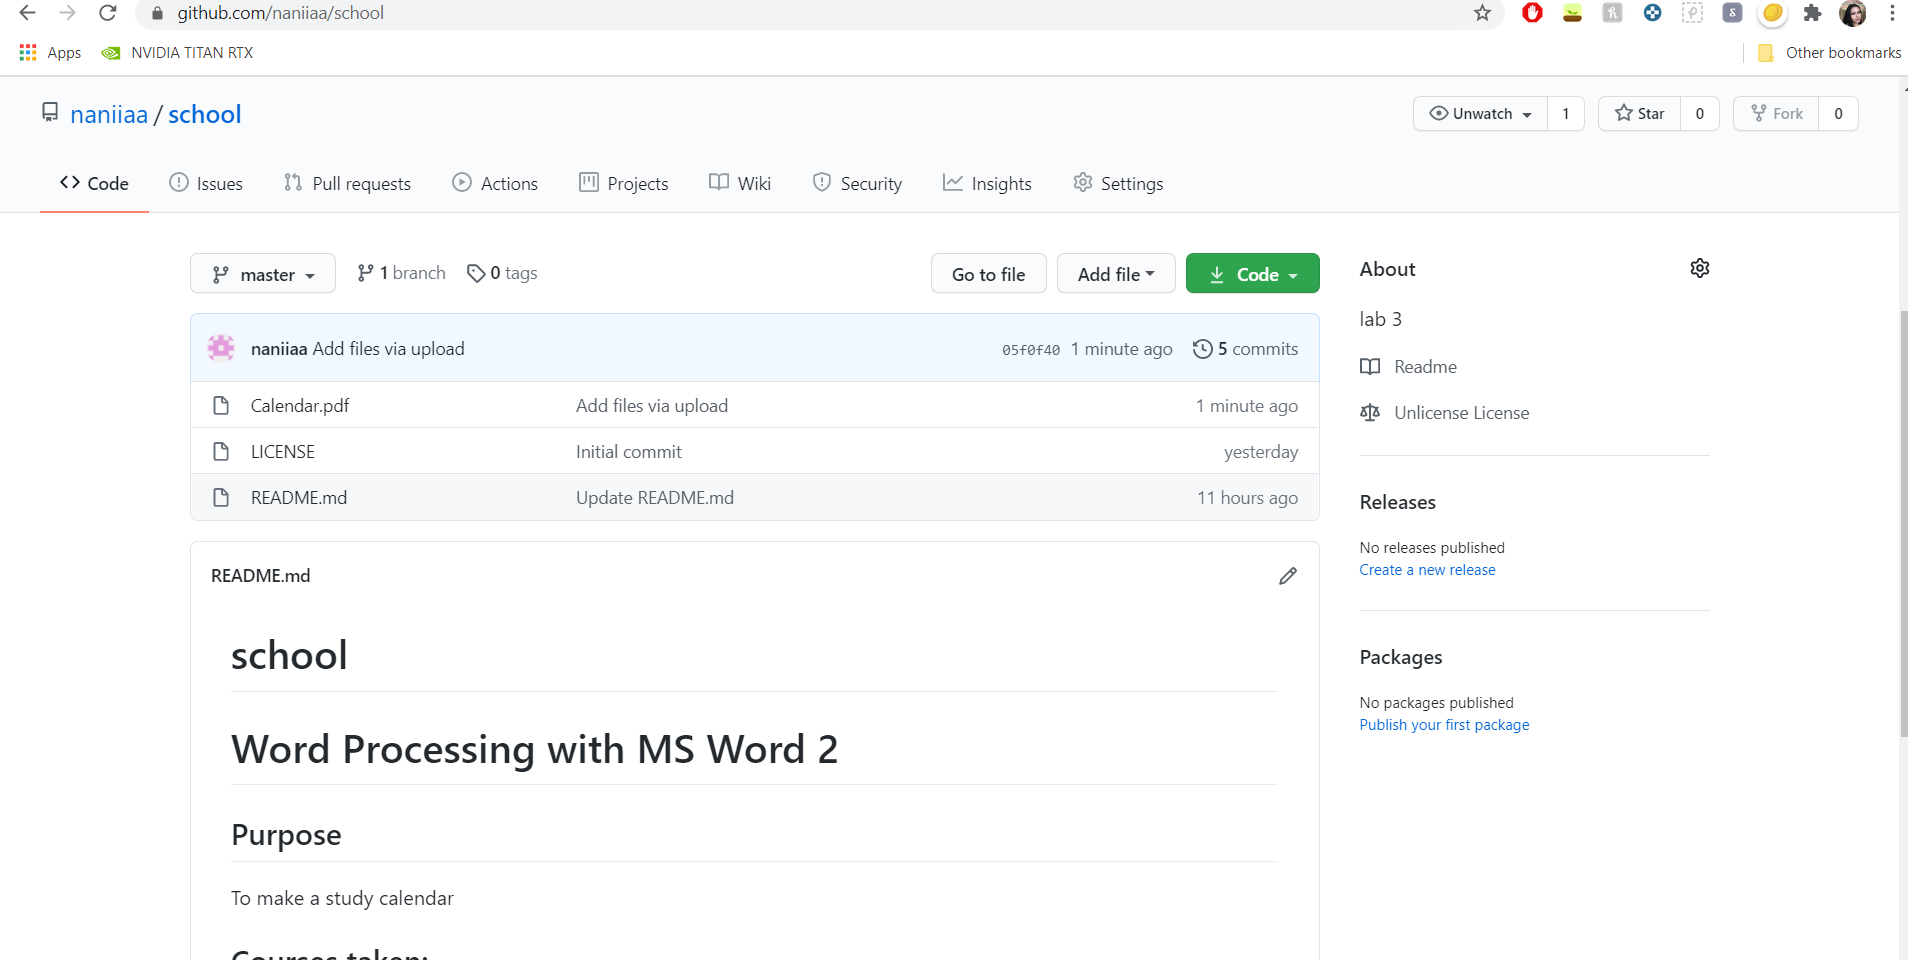 github.com/naniiaa/school
Apps NVIDIA TITAN RTX Other bookmarks
naniiaa / school Unwatch 1 Star 0 Fork 0
Code Issues Pull requests Actions Projects Wiki Security Insights Settings
master 1 branch 0 tags Go to file Add file Code
naniiaa Add files via upload 05f0f40 1 minute ago 5 commits
Calendar.pdf Add files via upload 1 minute ago
LICENSE Initial commit yesterday
README.md Update README.md 11 hours ago
README.md
school
Word Processing with MS Word 2
Purpose
To make a study calendar
Courses taken:
About
lab 3
Readme
Unlicense License
Releases
No releases published
Create a new release
Packages
No packages published
Publish your first package